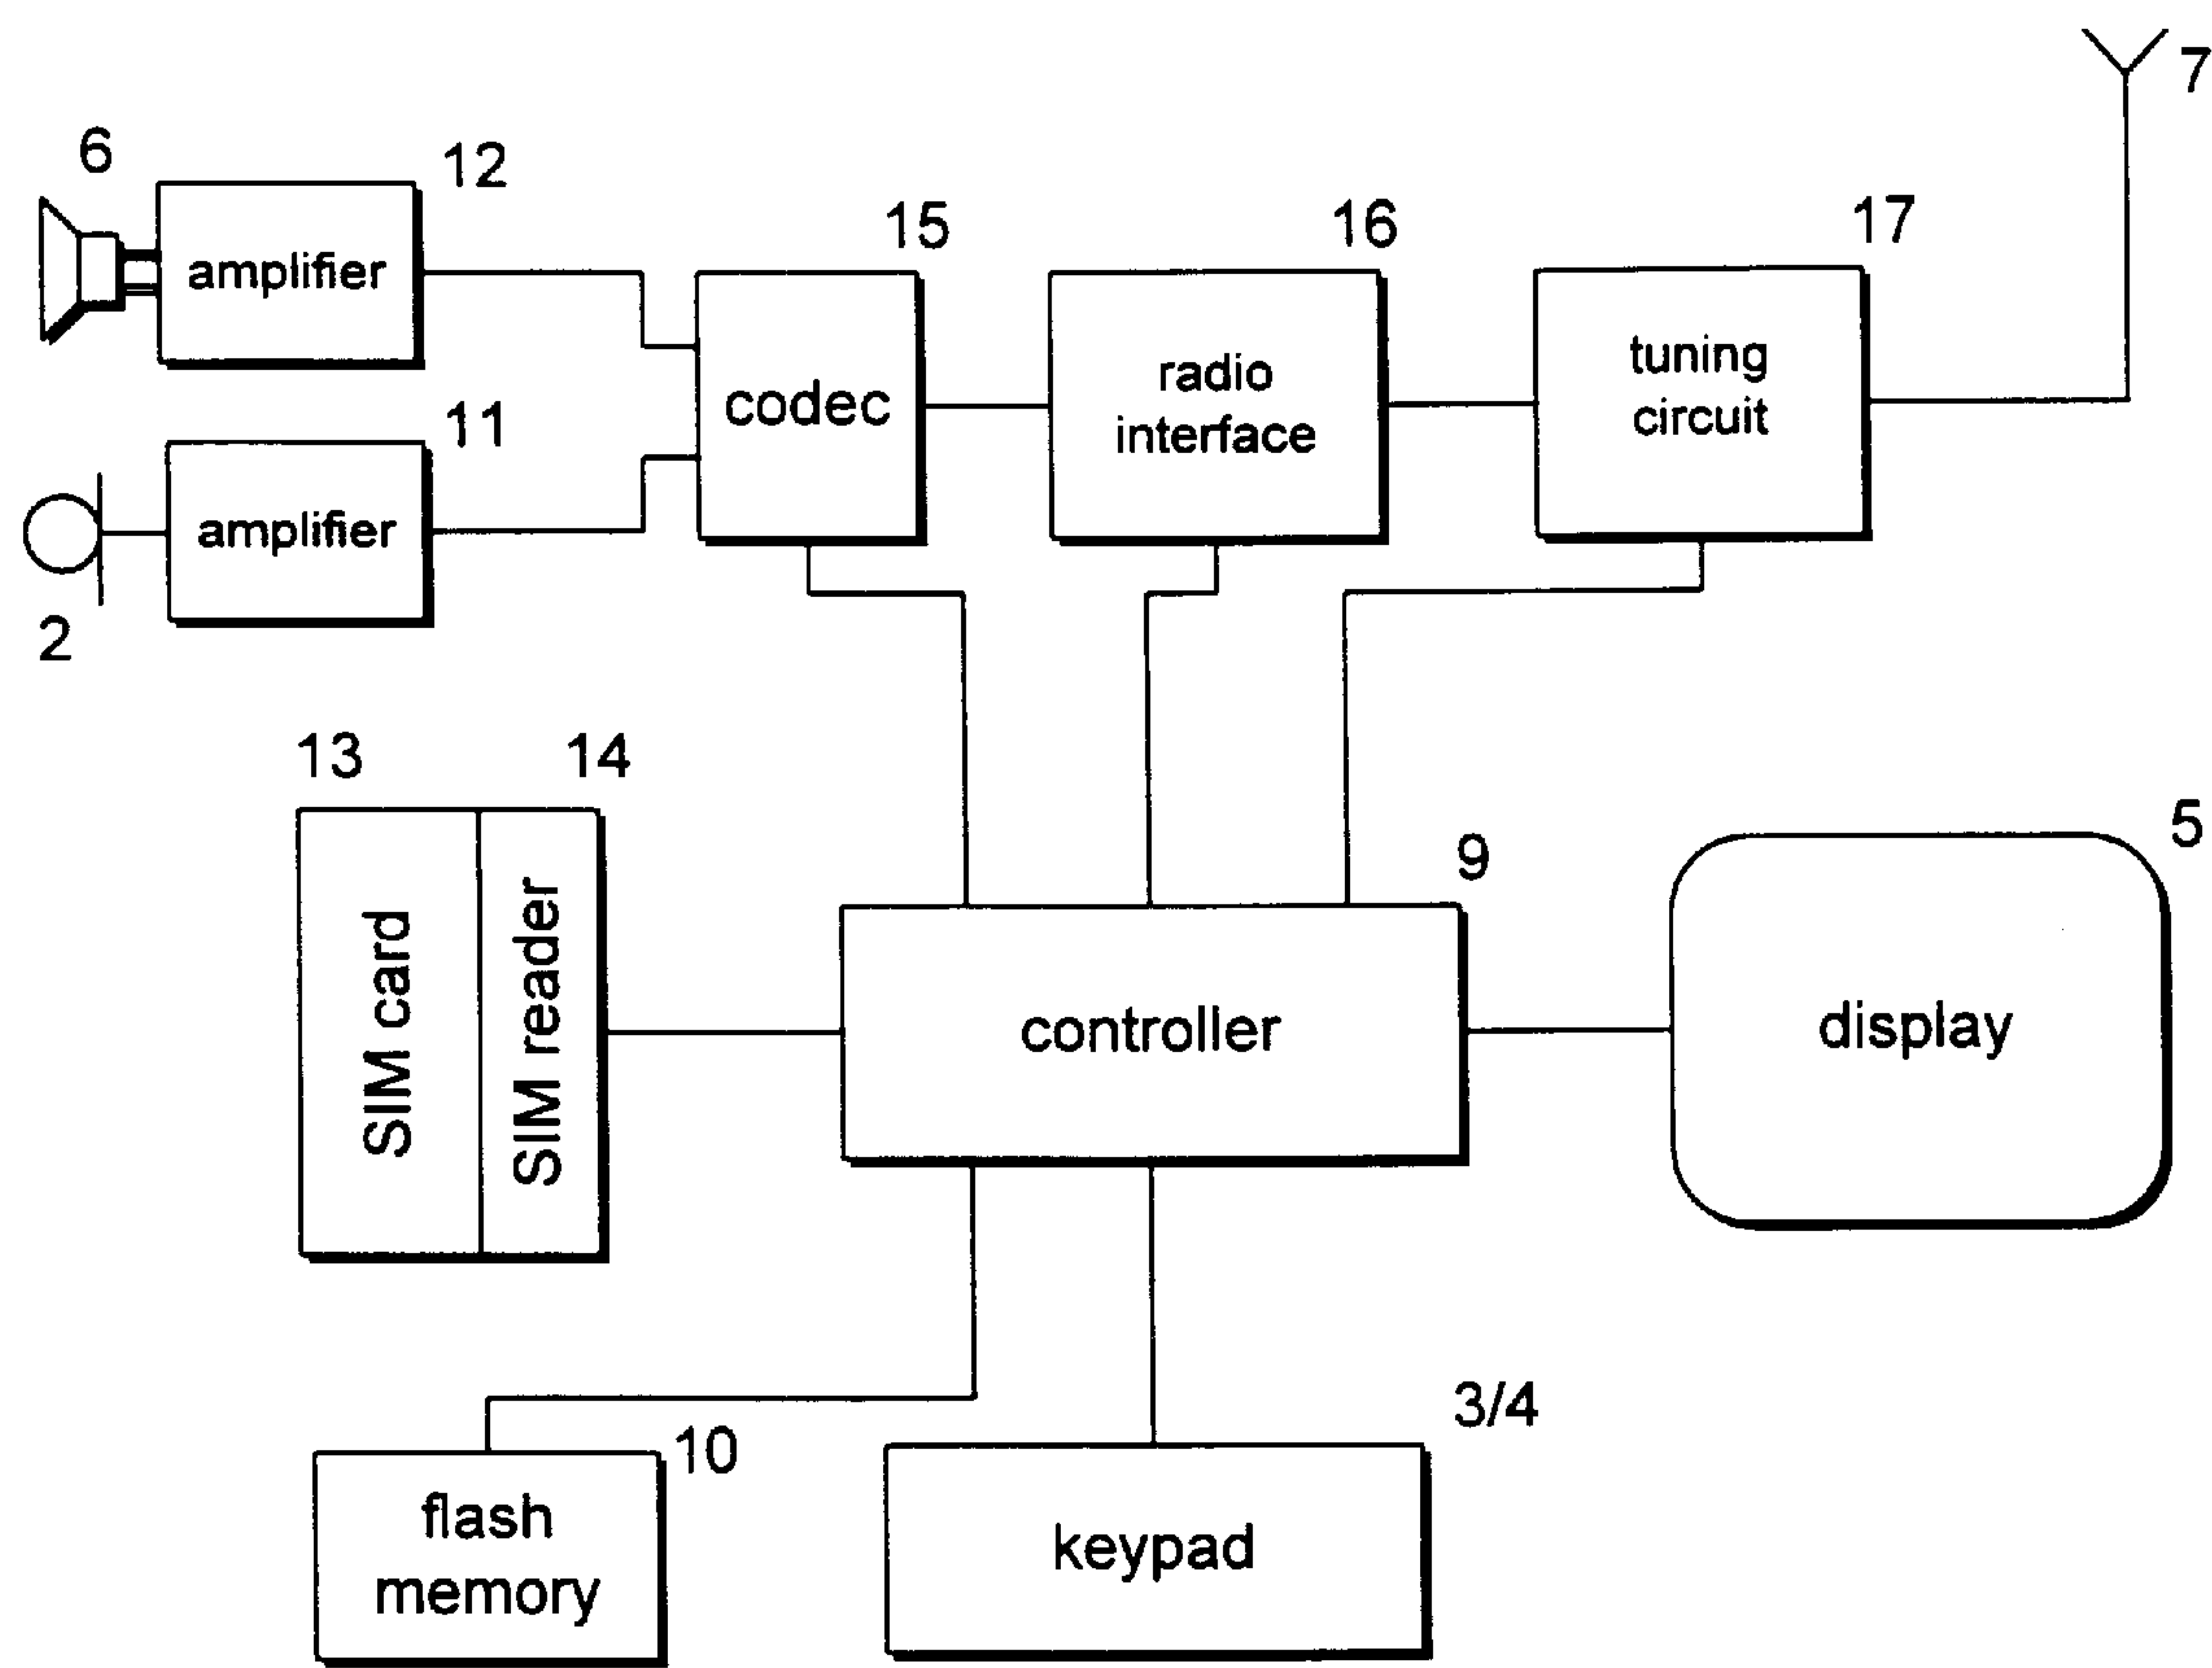 7
6
12
15
16
17
amplifier
codec
radio
interface
tuning
circuit
11
amplifier
2
13
14
9
5
SIM card
SIM reader
controller
display
3/4
10
flash
memory
keypad